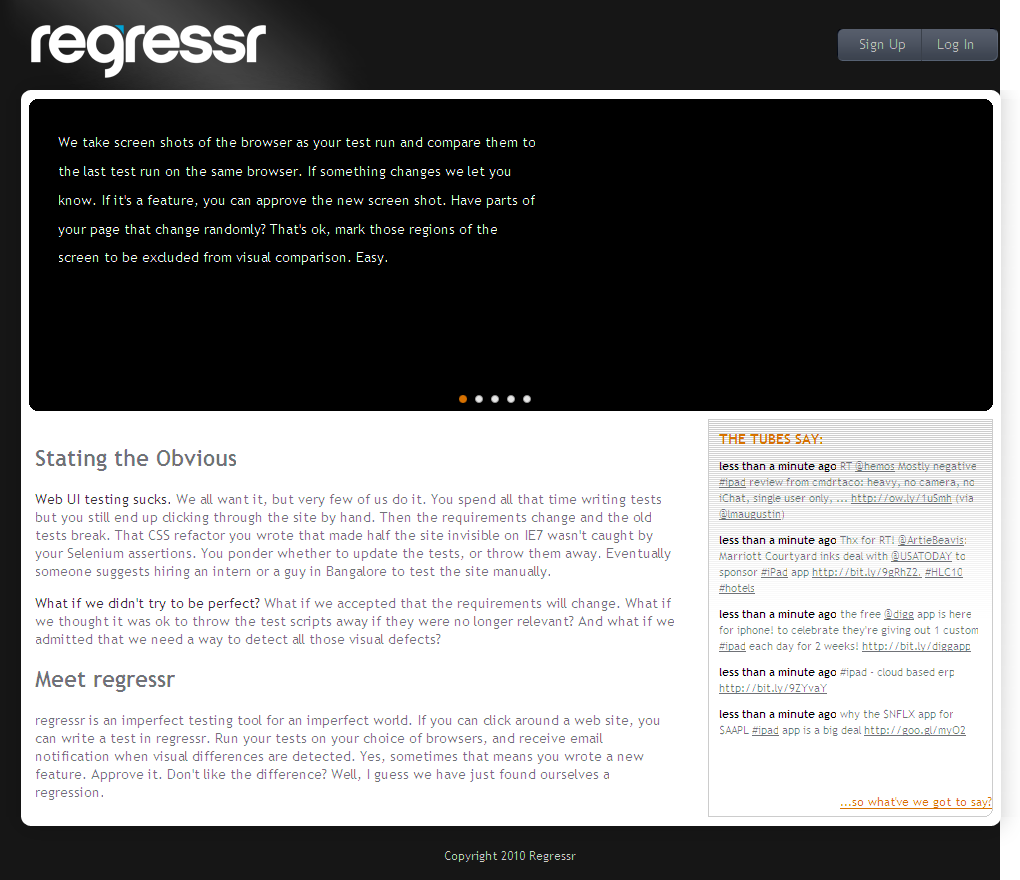 regressr
Sign Up
Log In
We take screen shots of the browser as your test run and compare them to
the last test run on the same browser. If something changes we let you
know. If it's a feature, you can approve the new screen shot. Have parts of
your page that change randomly? That's ok, mark those regions of the
screen to be excluded from visual comparison. Easy.
Stating the Obvious
Web UI testing sucks. We all want it, but very few of us do it. You spend all that time writing tests
but you still end up clicking through the site by hand. Then the requirements change and the old
tests break. That CSS refactor you wrote that made half the site invisible on IE7 wasn't caught by
your Selenium assertions. You ponder whether to update the tests, or throw them away. Eventually
someone suggests hiring an intern or a guy in Bangalore to test the site manually.
What if we didn't try to be perfect? What if we accepted that the requirements will change. What if
we thought it was ok to throw the test scripts away if they were no longer relevant? And what if we
admitted that we need a way to detect all those visual defects?
Meet regressr
regressr is an imperfect testing tool for an imperfect world. If you can click around a web site, you
can write a test in regressr. Run your tests on your choice of browsers, and receive email
notification when visual differences are detected. Yes, sometimes that means you wrote a new
feature. Approve it. Don't like the difference? Well, I guess we have just found ourselves a
regression.
THE TUBES SAY:
less than a minute ago RT @hemos Mostly negative
#ipad review from cmdrtaco: heavy, no camera, no
iChat, single user only, ... http://ow.ly/1uSmh (via
@lmaugustin)
less than a minute ago Thx for RT! @ArtieBeavis:
Marriott Courtyard inks deal with @USATODAY to
sponsor #iPad app http://bit.ly/9gRhZ2. #HLC10
#hotels
less than a minute ago the free @digg app is here
for iphone! to celebrate they're giving out 1 custom
#ipad each day for 2 weeks! http://bit.ly/diggapp
less than a minute ago #ipad - cloud based erp
http://bit.ly/9ZYvaY
less than a minute ago why the $NFLX app for
$AAPL #ipad app is a big deal http://goo.gl/myO2
...so what've we got to say?
Copyright 2010 Regressr